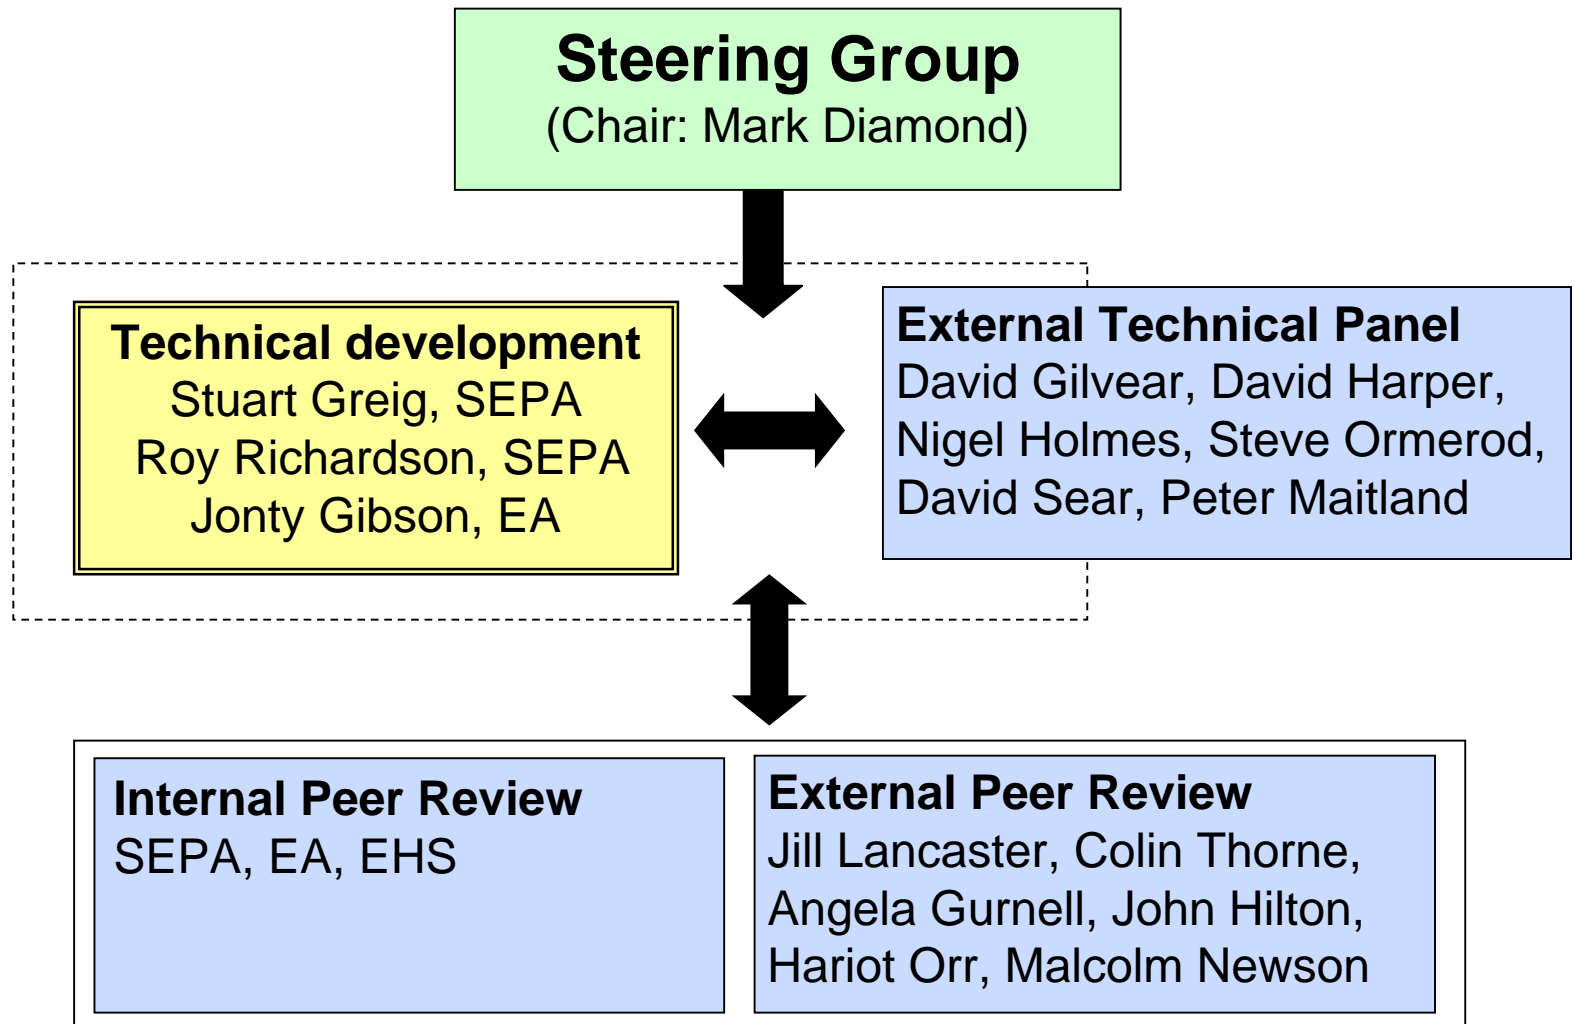 Steering Group
(Chair: Mark Diamond)
Technical development
Stuart Greig, SEPA
Roy Richardson, SEPA
Jonty Gibson, EA
External Technical Panel
David Gilvear, David Harper,
Nigel Holmes, Steve Ormerod,
David Sear, Peter Maitland
Internal Peer Review
SEPA, EA, EHS
External Peer Review
Jill Lancaster, Colin Thorne,
Angela Gurnell, John Hilton,
Hariot Orr, Malcolm Newson